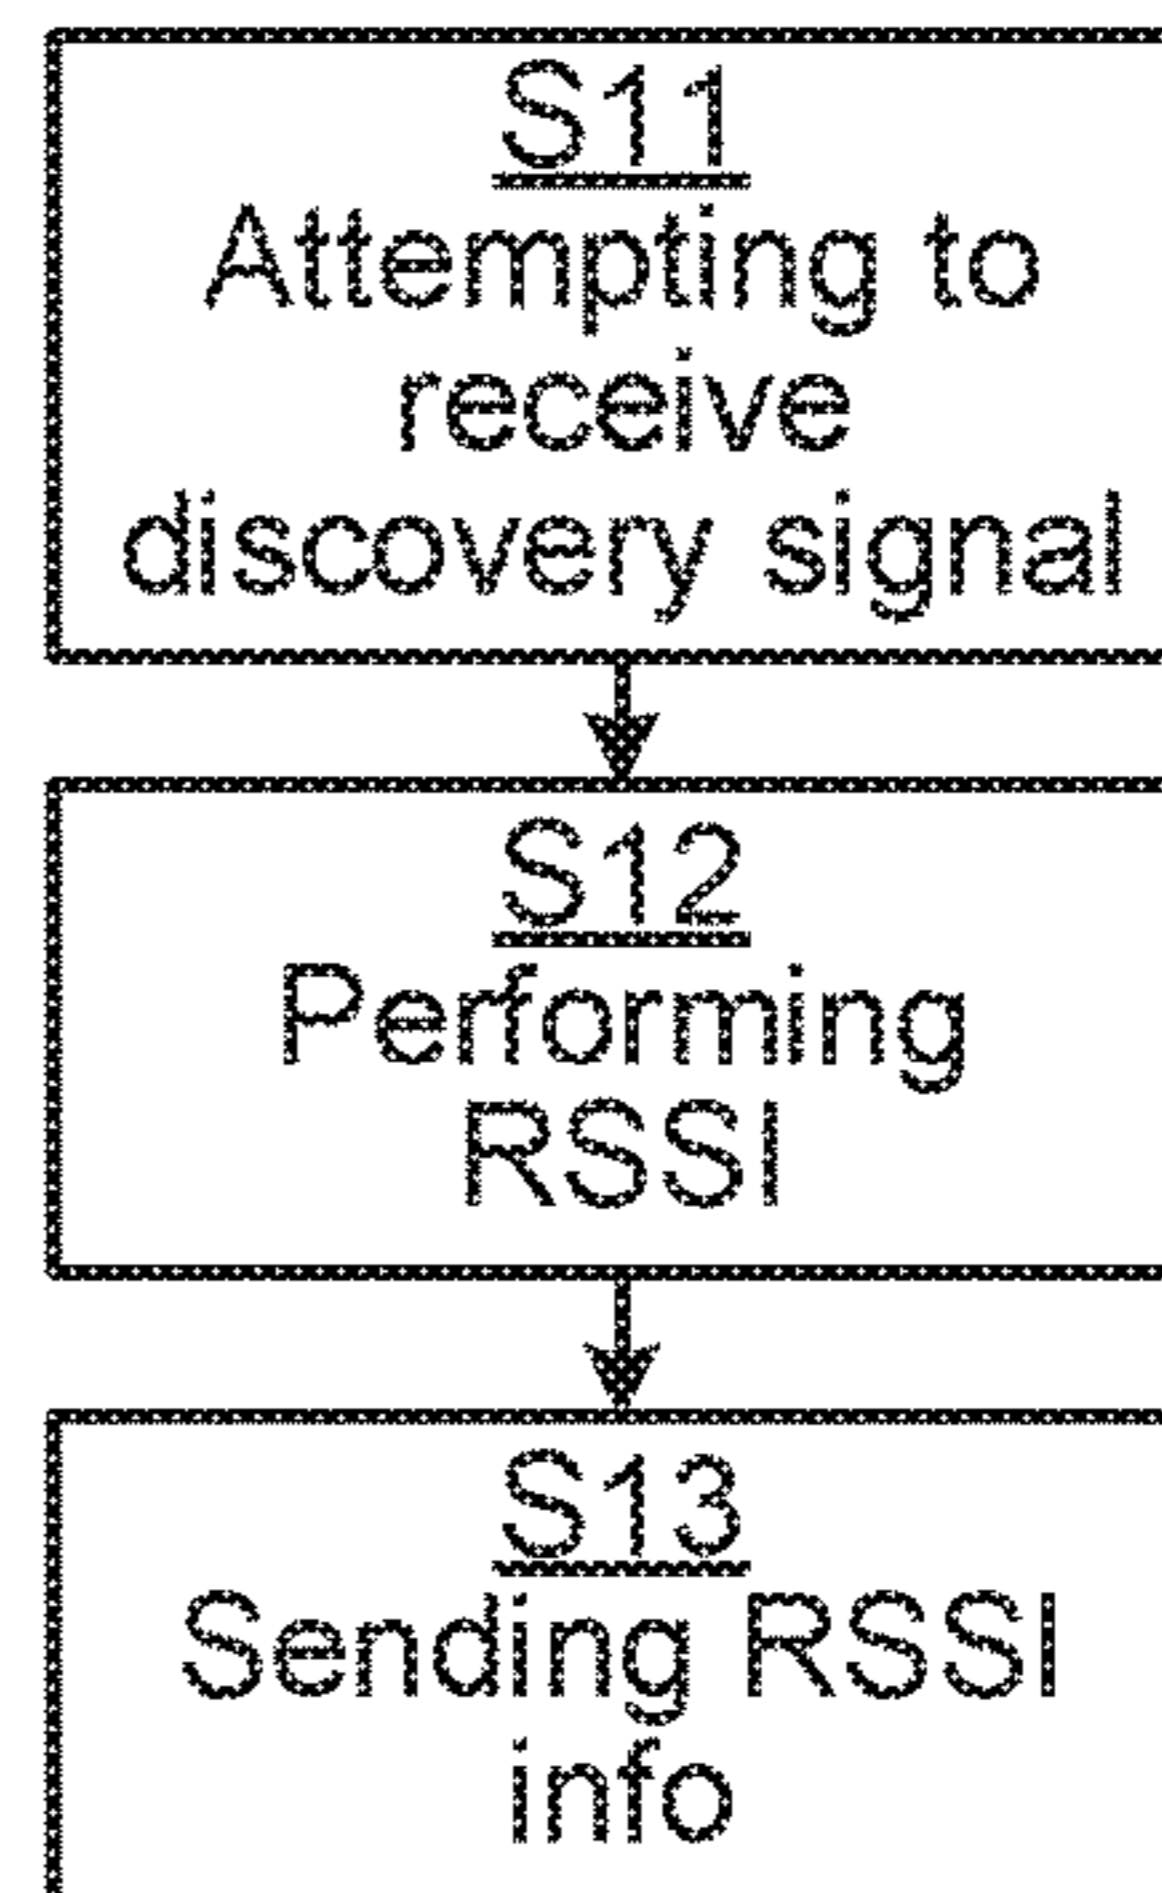 S11
Attempting to
receive
discovery signal
S12
Performing
RSSI
S13
Sending RSSI
info